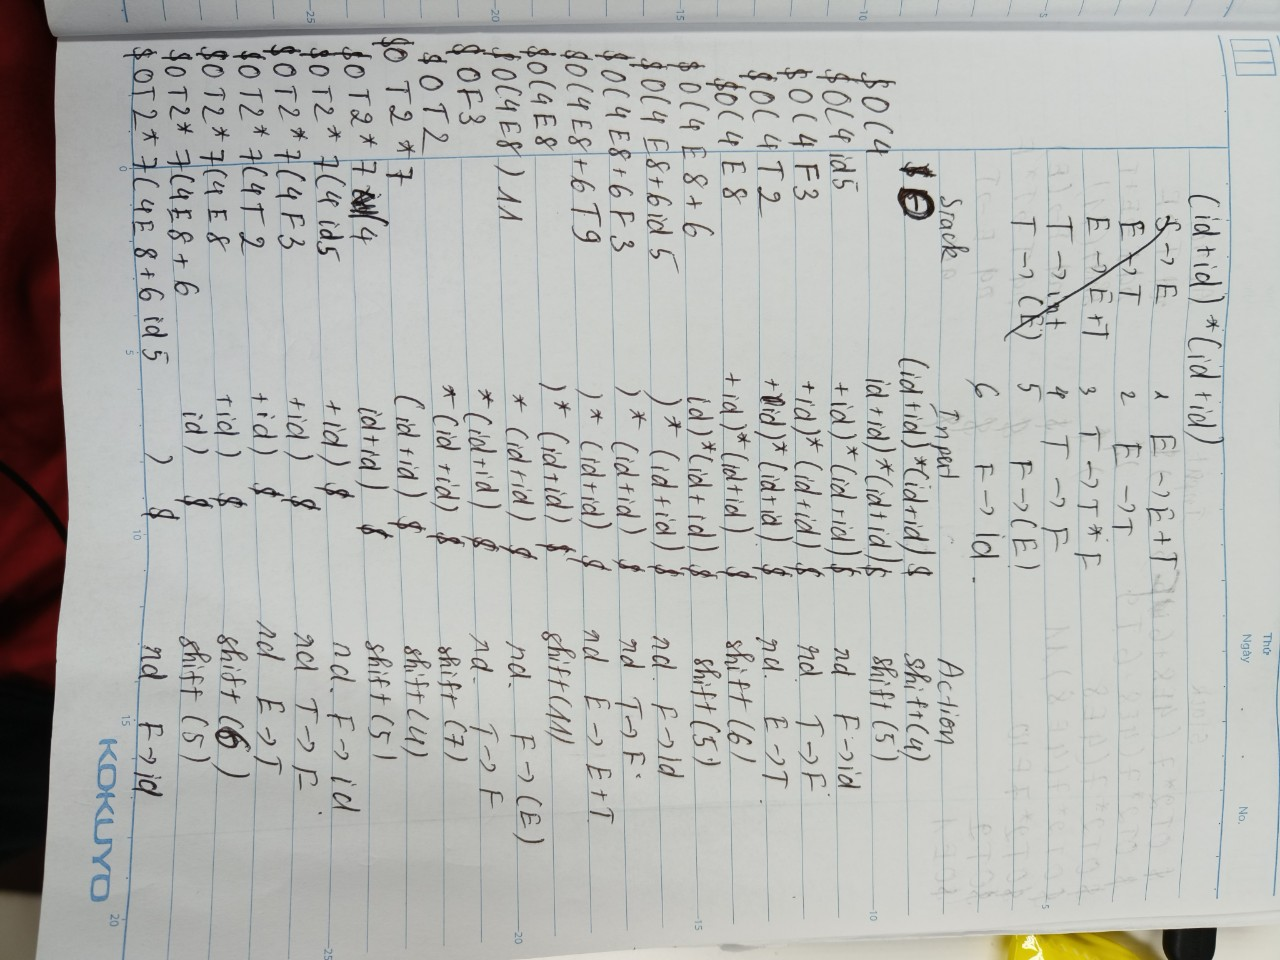 Thứ
Ngày
No.
(id+id)*(id+id)
S → E 1 E → E+T
E → T 2 E → T
E → E+T 3 T → T*F
T → int 4 T → F
T → (E) 5 F → (E)
6 F → id.
Stack Inped Action
$ 0 (id+id)*(id+id)$ shift(4)
$0(4 id+id)*(id+id)$ shift(5)
$0(4id5 +id)*(id+id)$ rd F→id
$0(4F3 +id)*(id+id)$ rd. T→F
$0(4T2 +id)*(id+id)$ rd. E→T.
$0(4E8 +id)*(id+id)$ shift(6)
$0(4E8+6 id)*(id+id)$ shift(5)
$0(4E8+6id5 )*(id+id)$ rd. F→id
$0(4E8+6F3 )*(id+id)$ rd T→F.
$0(4E8+6T9 )*(id+id)$ rd E→E+T
$0(4E8 )*(id+id)$ shift(11)
$0(4E8)11 *(id+id)$ rd. F→(E)
$0F3 *(id+id)$ rd. T→F
$0T2 *(id+id)$ shift(7)
$0T2*7 (id+id)$ shift(4)
$0T2*7(4 id+id)$ shift(5)
$0T2*7(4id5 +id)$ rd. F→id.
$0T2*7(4F3 +id)$ rd T→F
$0T2*7(4T2 +id)$ rd E→T
$0T2*7(4E8 +id)$ shift(6)
$0T2*7(4E8+6 id)$ shift(5)
$0T2*7(4E8+6id5 )$ rd F→id
KOKUYO